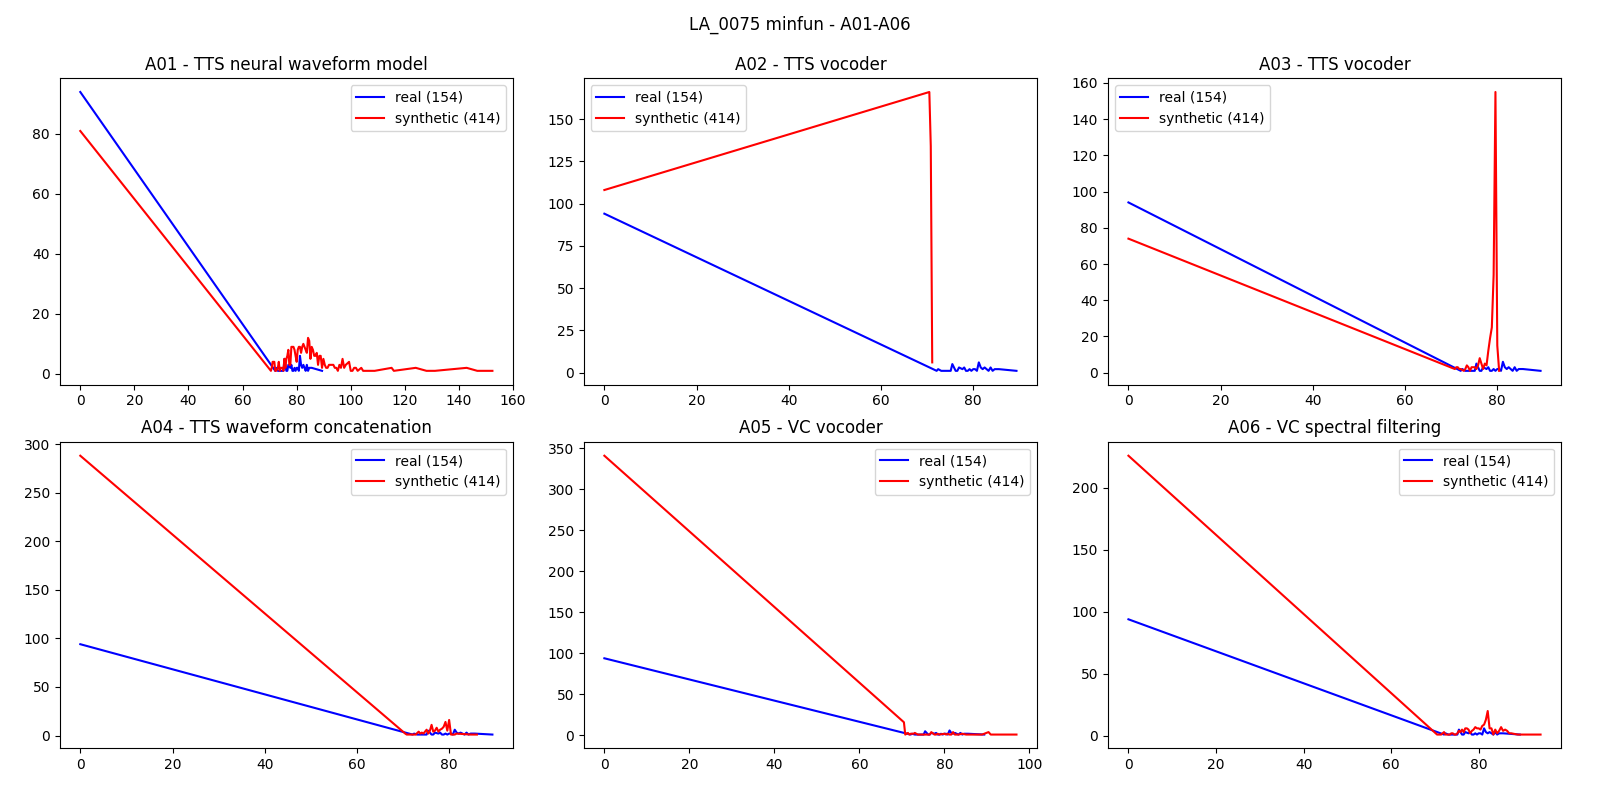 LA_0075 minfun - A01-A06
A01 - TTS neural waveform model
real (154)
synthetic (414)
80
60
40
20
0
0 20 40 60 80 100 120 140 160
A02 - TTS vocoder
real (154)
synthetic (414)
150
125
100
75
50
25
0
0 20 40 60 80
A03 - TTS vocoder
real (154)
synthetic (414)
160
140
120
100
80
60
40
20
0
0 20 40 60 80
A04 - TTS waveform concatenation
real (154)
synthetic (414)
300
250
200
150
100
50
0
0 20 40 60 80
A05 - VC vocoder
real (154)
synthetic (414)
350
300
250
200
150
100
50
0
0 20 40 60 80 100
A06 - VC spectral filtering
real (154)
synthetic (414)
200
150
100
50
0
0 20 40 60 80